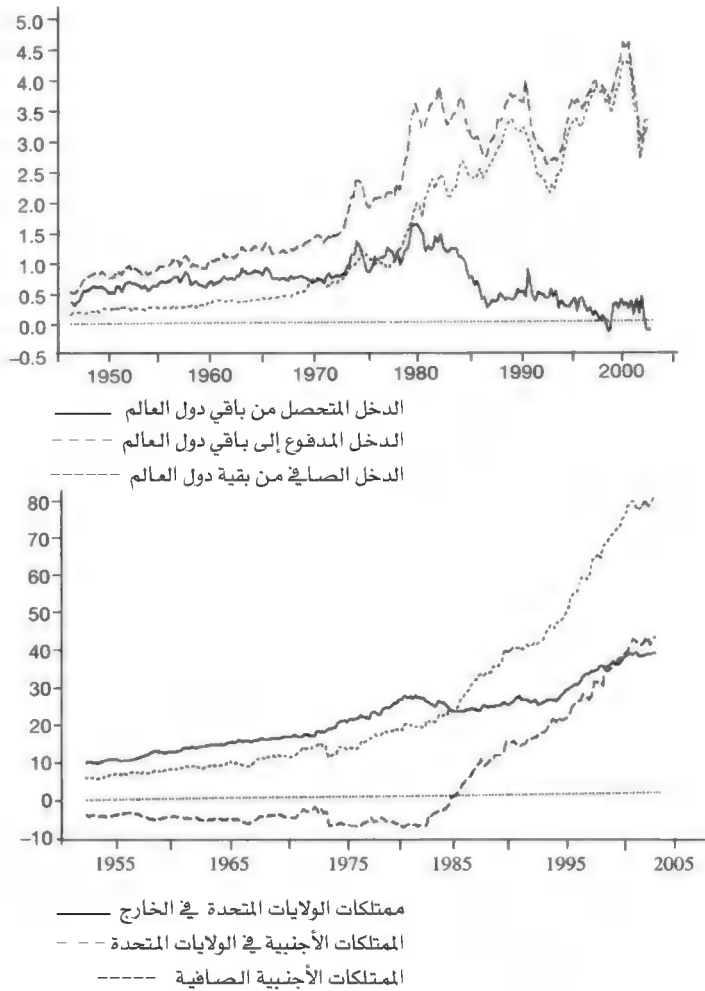 5.0
4.5
4.0
3.5
3.0
2.5
2.0
1.5
1.0
0.5
0.0
-0.5
1950 1960 1970 1980 1990 2000
الدخل المتحصل من باقي دول العالم
الدخل المدفوع إلى باقي دول العالم
الدخل الصافي من بقية دول العالم
80
70
60
50
40
30
20
10
0
-10
1955 1965 1975 1985 1995 2005
ممتلكات الولايات المتحدة في الخارج
الممتلكات الأجنبية في الولايات المتحدة
الممتلكات الأجنبية الصافية